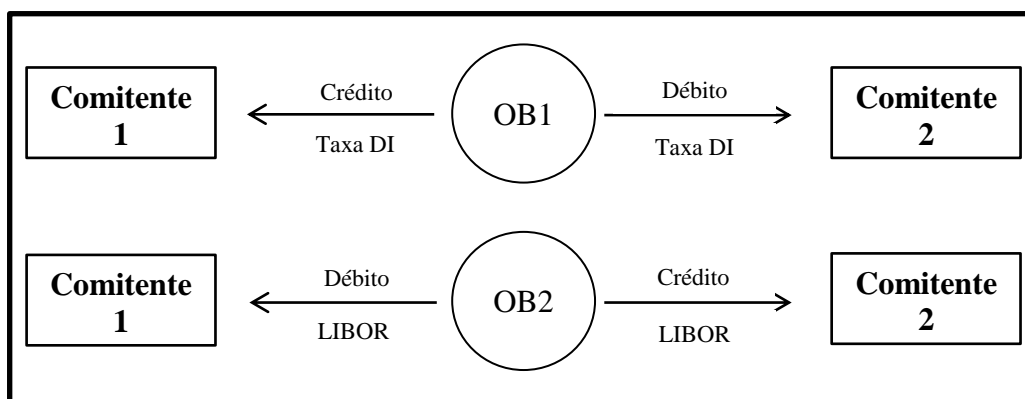 Comitente
1
Crédito
Taxa DI
OB1
Débito
Taxa DI
Comitente
2
Comitente
1
Débito
LIBOR
OB2
Crédito
LIBOR
Comitente
2